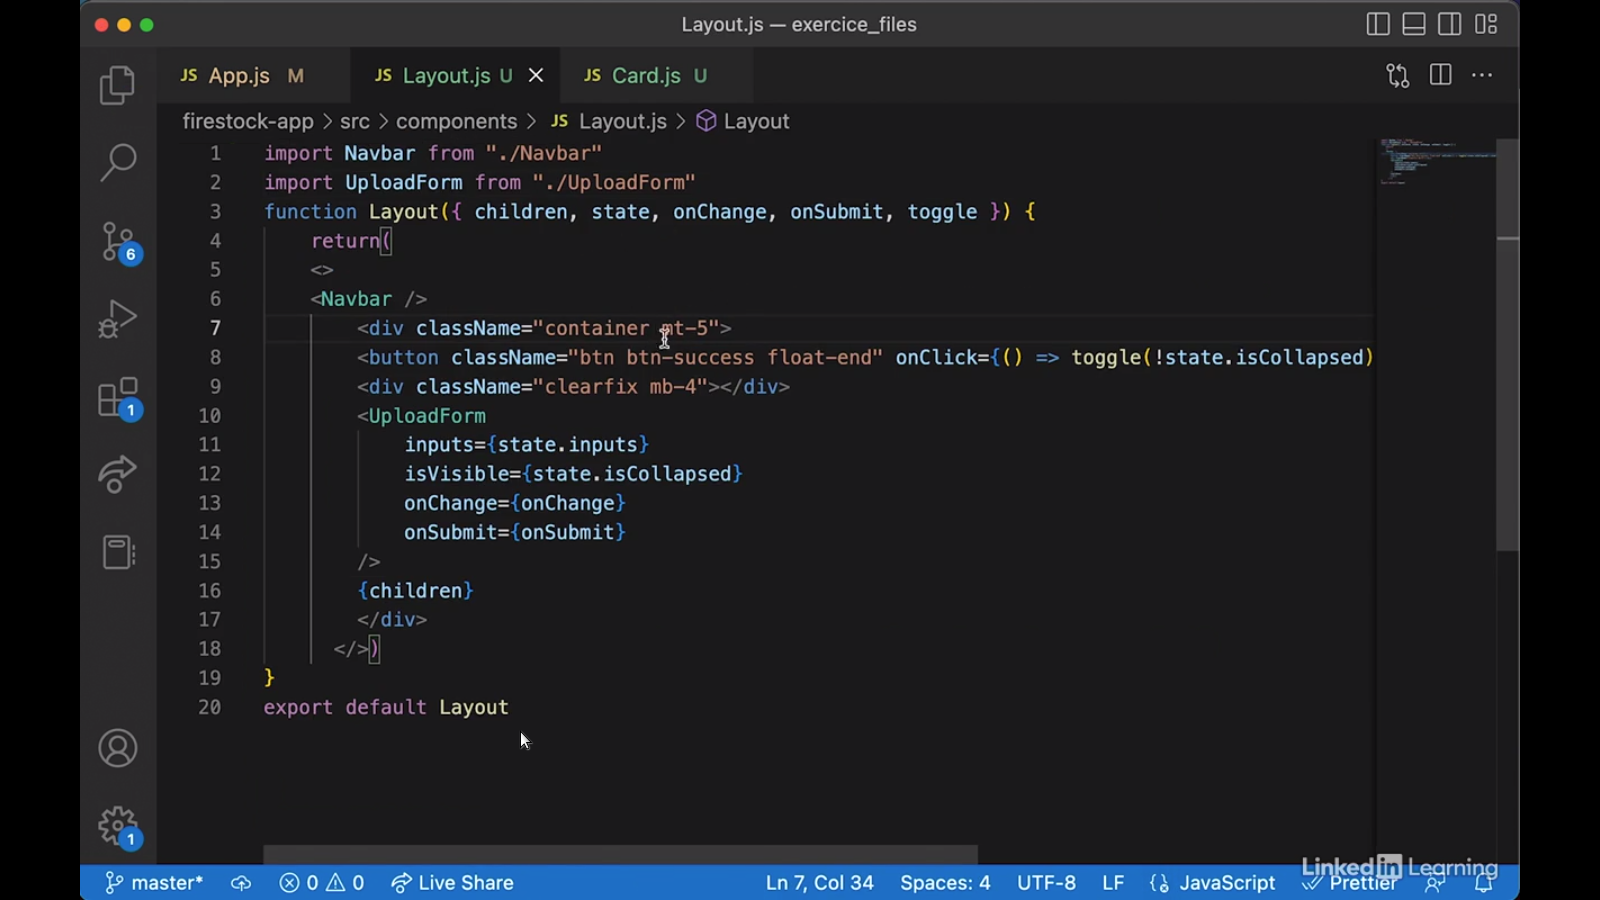 Layout.js — exercice_files
JS App.js M
JS Layout.js U
JS Card.js U
firestock-app > src > components > JS Layout.js > Layout
1 import Navbar from "./Navbar"
2 import UploadForm from "./UploadForm"
3 function Layout({ children, state, onChange, onSubmit, toggle }) {
4 return(
5 <>
6 <Navbar />
7 <div className="container mt-5">
8 <button className="btn btn-success float-end" onClick={() => toggle(!state.isCollapsed)
9 <div className="clearfix mb-4"></div>
10 <UploadForm
11 inputs={state.inputs}
12 isVisible={state.isCollapsed}
13 onChange={onChange}
14 onSubmit={onSubmit}
15 />
16 {children}
17 </div>
18 </>)
19 }
20 export default Layout
6
1
1
LinkedIn Learning
master* 0 0 Live Share Ln 7, Col 34 Spaces: 4 UTF-8 LF {} JavaScript Prettier